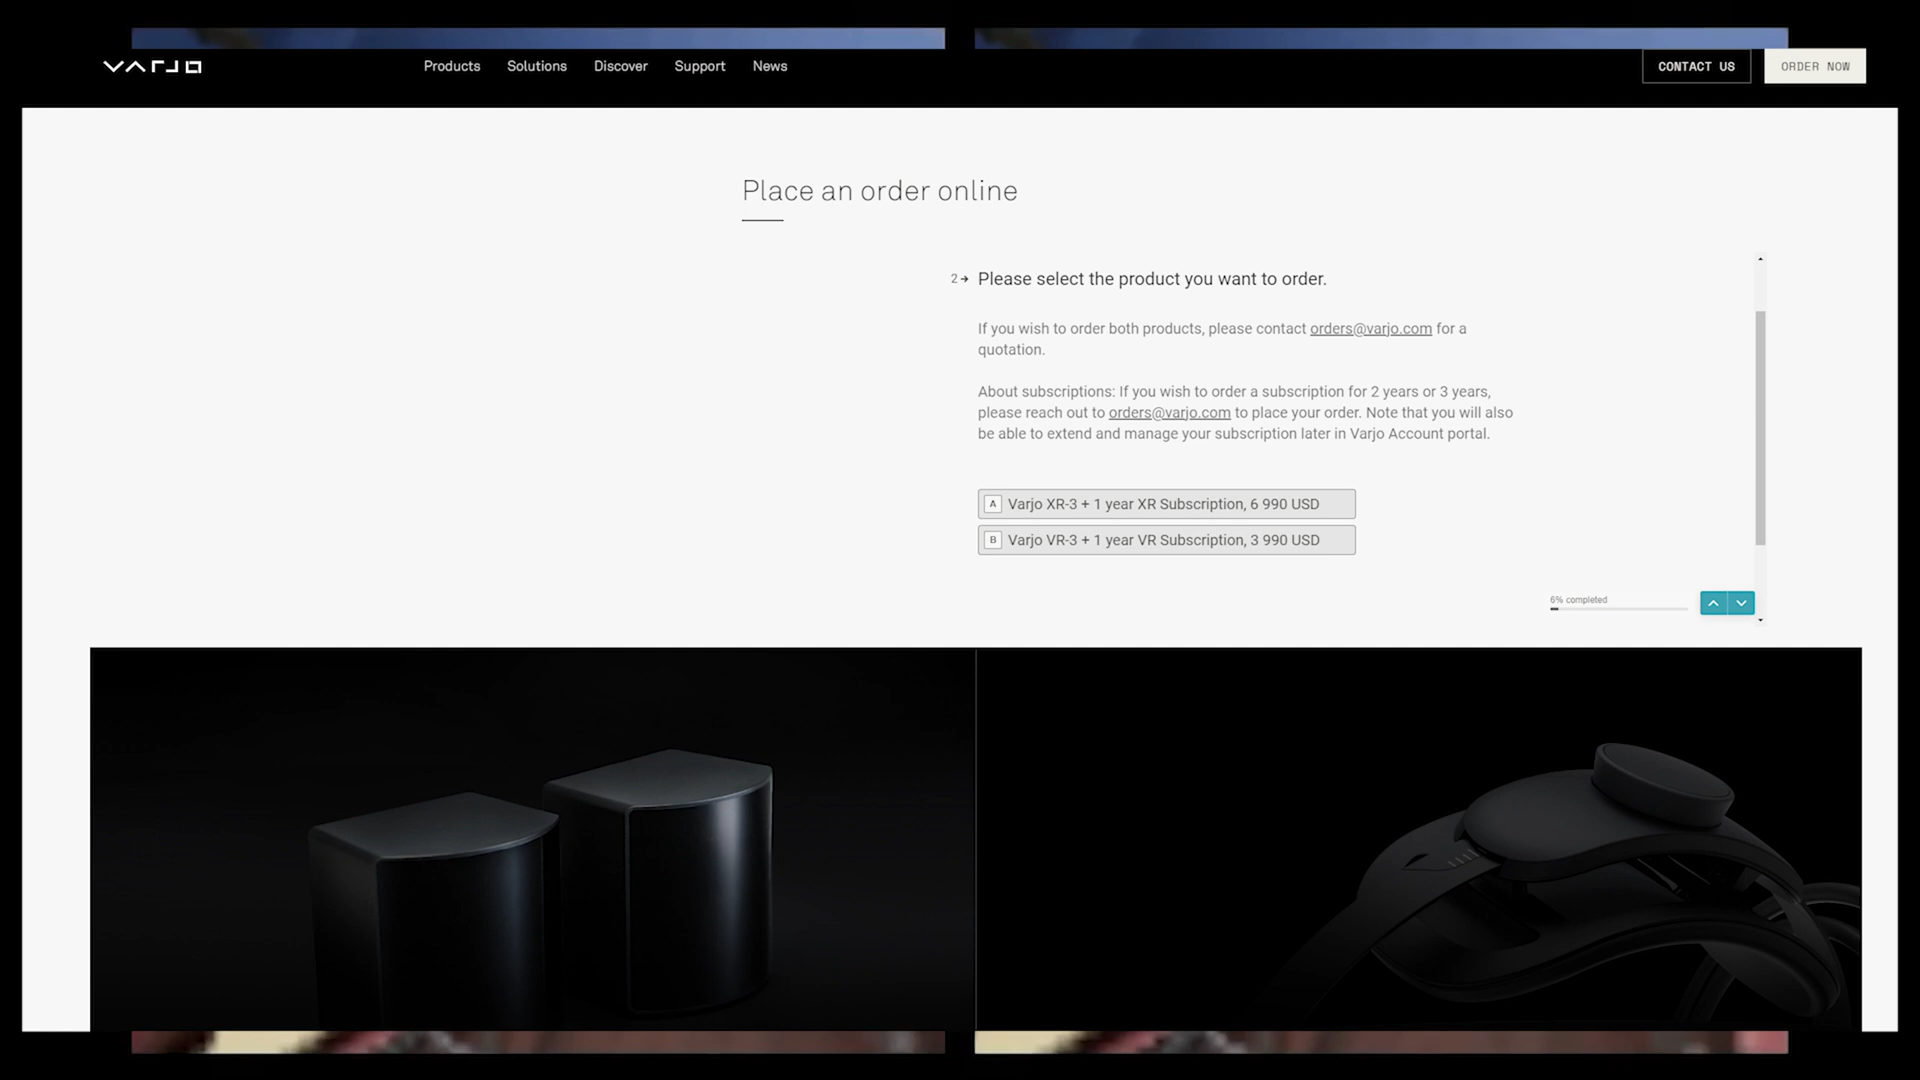 VARJO
Products Solutions Discover Support News
CONTACT US
ORDER NOW
Place an order online
2→ Please select the product you want to order.
If you wish to order both products, please contact orders@varjo.com for a
quotation.
About subscriptions: If you wish to order a subscription for 2 years or 3 years,
please reach out to orders@varjo.com to place your order. Note that you will also
be able to extend and manage your subscription later in Varjo Account portal.
A Varjo XR-3 + 1 year XR Subscription, 6 990 USD
B Varjo VR-3 + 1 year VR Subscription, 3 990 USD
6% completed